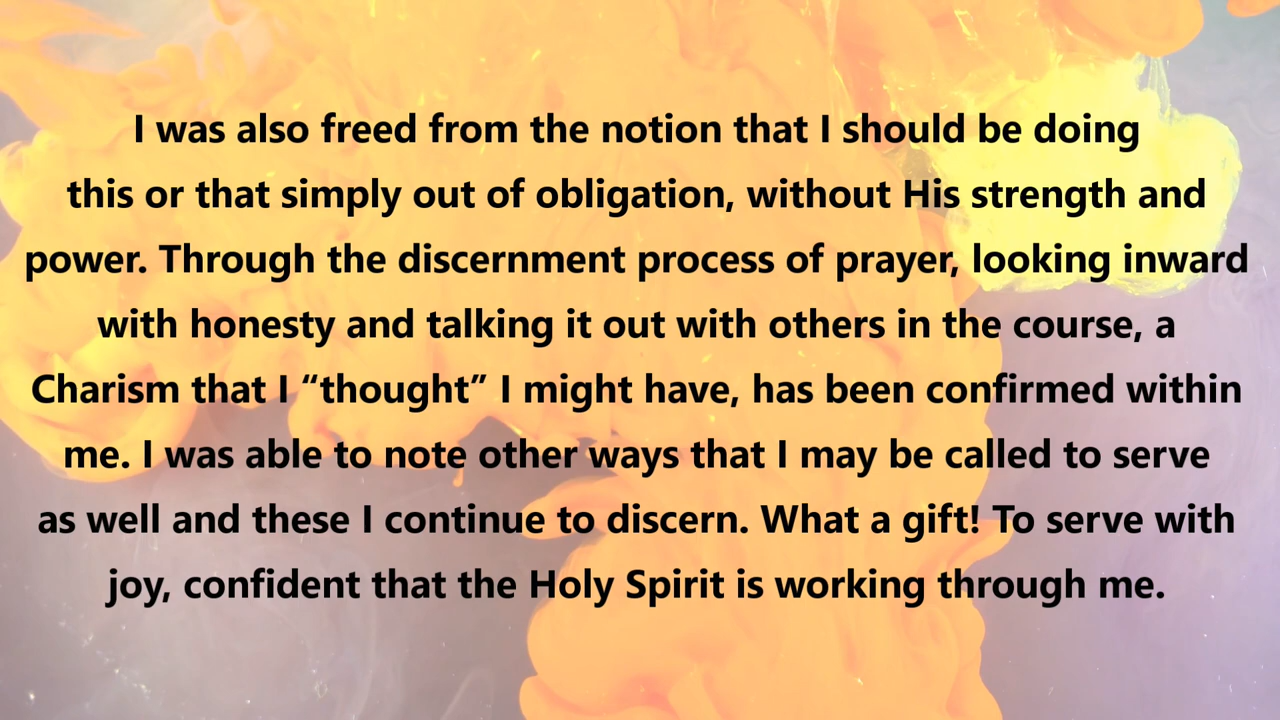 I was also freed from the notion that I should be doing
this or that simply out of obligation, without His strength and
power. Through the discernment process of prayer, looking inward
with honesty and talking it out with others in the course, a
Charism that I “thought” I might have, has been confirmed within
me. I was able to note other ways that I may be called to serve
as well and these I continue to discern. What a gift! To serve with
joy, confident that the Holy Spirit is working through me.